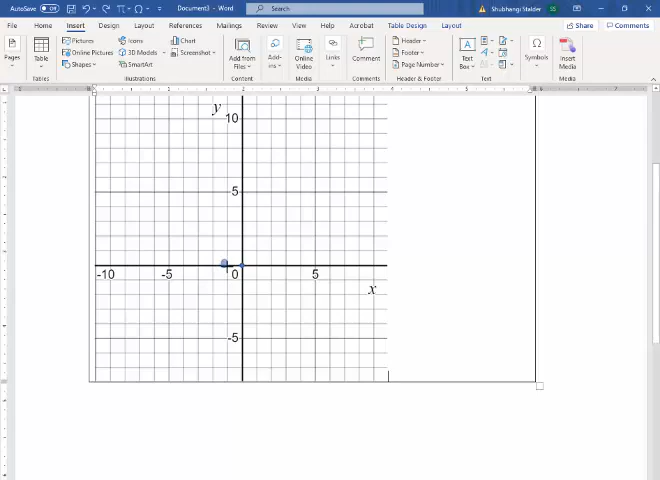 AutoSave Off Document3 - Word Search Shubhangi Stalder SS
File Home Insert Design Layout References Mailings Review View Help Acrobat Table Design Layout Share Comments
Pages
Table
Tables
Pictures
Online Pictures
Shapes
Icons
3D Models
SmartArt
Chart
Screenshot
Illustrations
Add from Files
Content
Add-ins
Online Video
Media
Links
Comment
Comments
Header
Footer
Page Number
Header & Footer
Text Box
Text
Symbols
Insert Media
Media
y
10
5
-10 -5 0 5
x
-5